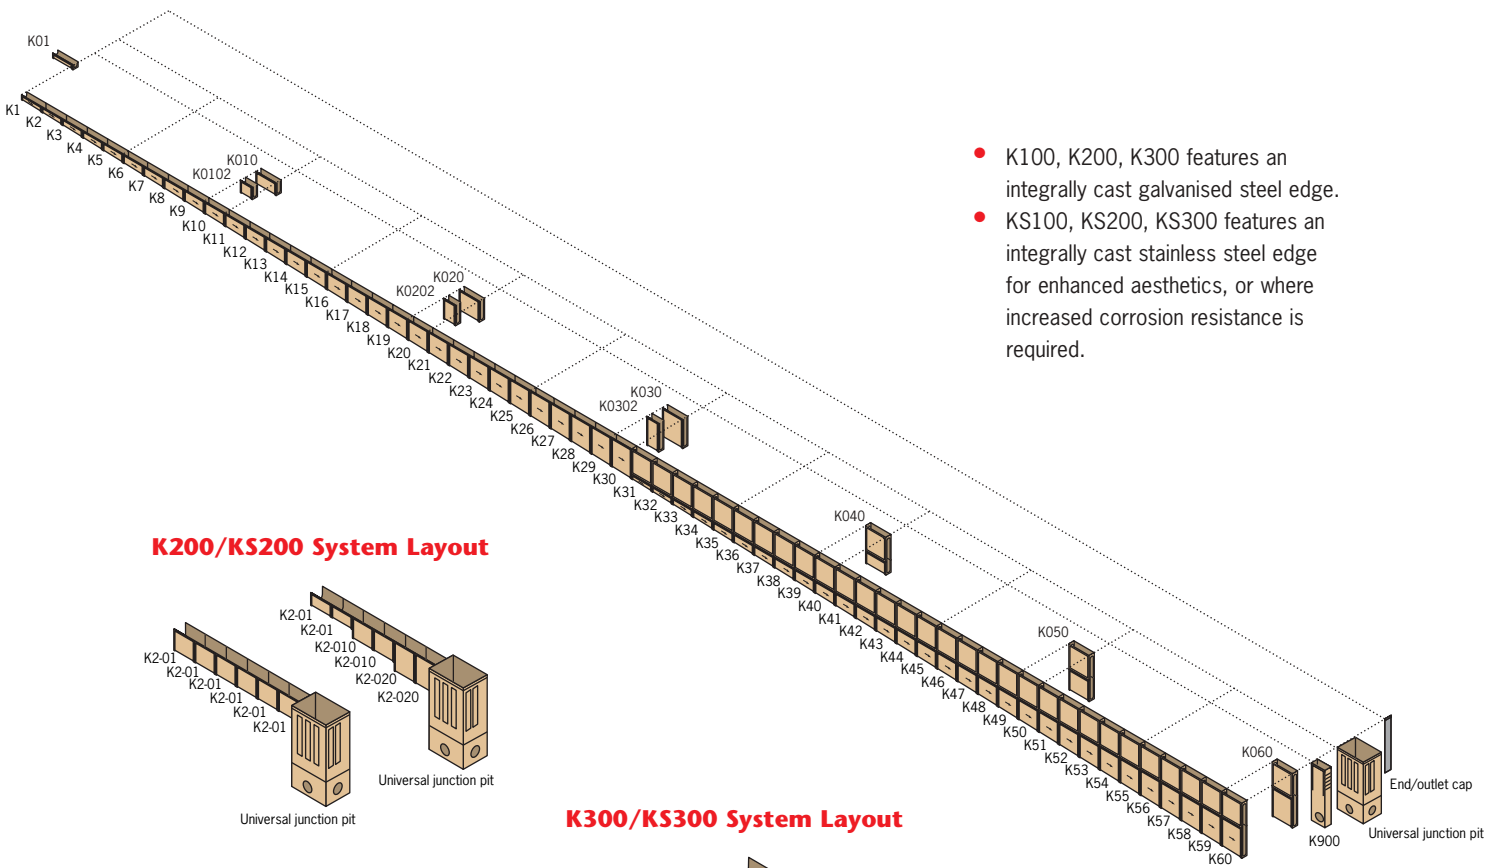 K01
K1
K2
K3
K4
K5
K6
K7
K8
K9
K10
K11
K12
K13
K14
K15
K16
K17
K18
K19
K20
K21
K22
K23
K24
K25
K26
K27
K28
K29
K30
K31
K32
K33
K34
K35
K36
K37
K38
K39
K40
K41
K42
K43
K44
K45
K46
K47
K48
K49
K50
K51
K52
K53
K54
K55
K56
K57
K58
K59
K60
K010
K0102
K020
K0202
K030
K0302
K040
K050
K060
K900
End/outlet cap
Universal junction pit
• K100, K200, K300 features an
integrally cast galvanised steel edge.
• KS100, KS200, KS300 features an
integrally cast stainless steel edge
for enhanced aesthetics, or where
increased corrosion resistance is
required.
K200/KS200 System Layout
K2-01
K2-01
K2-01
K2-01
K2-01
K2-01
Universal junction pit
K2-01
K2-01
K2-010
K2-010
K2-020
K2-020
Universal junction pit
K300/KS300 System Layout